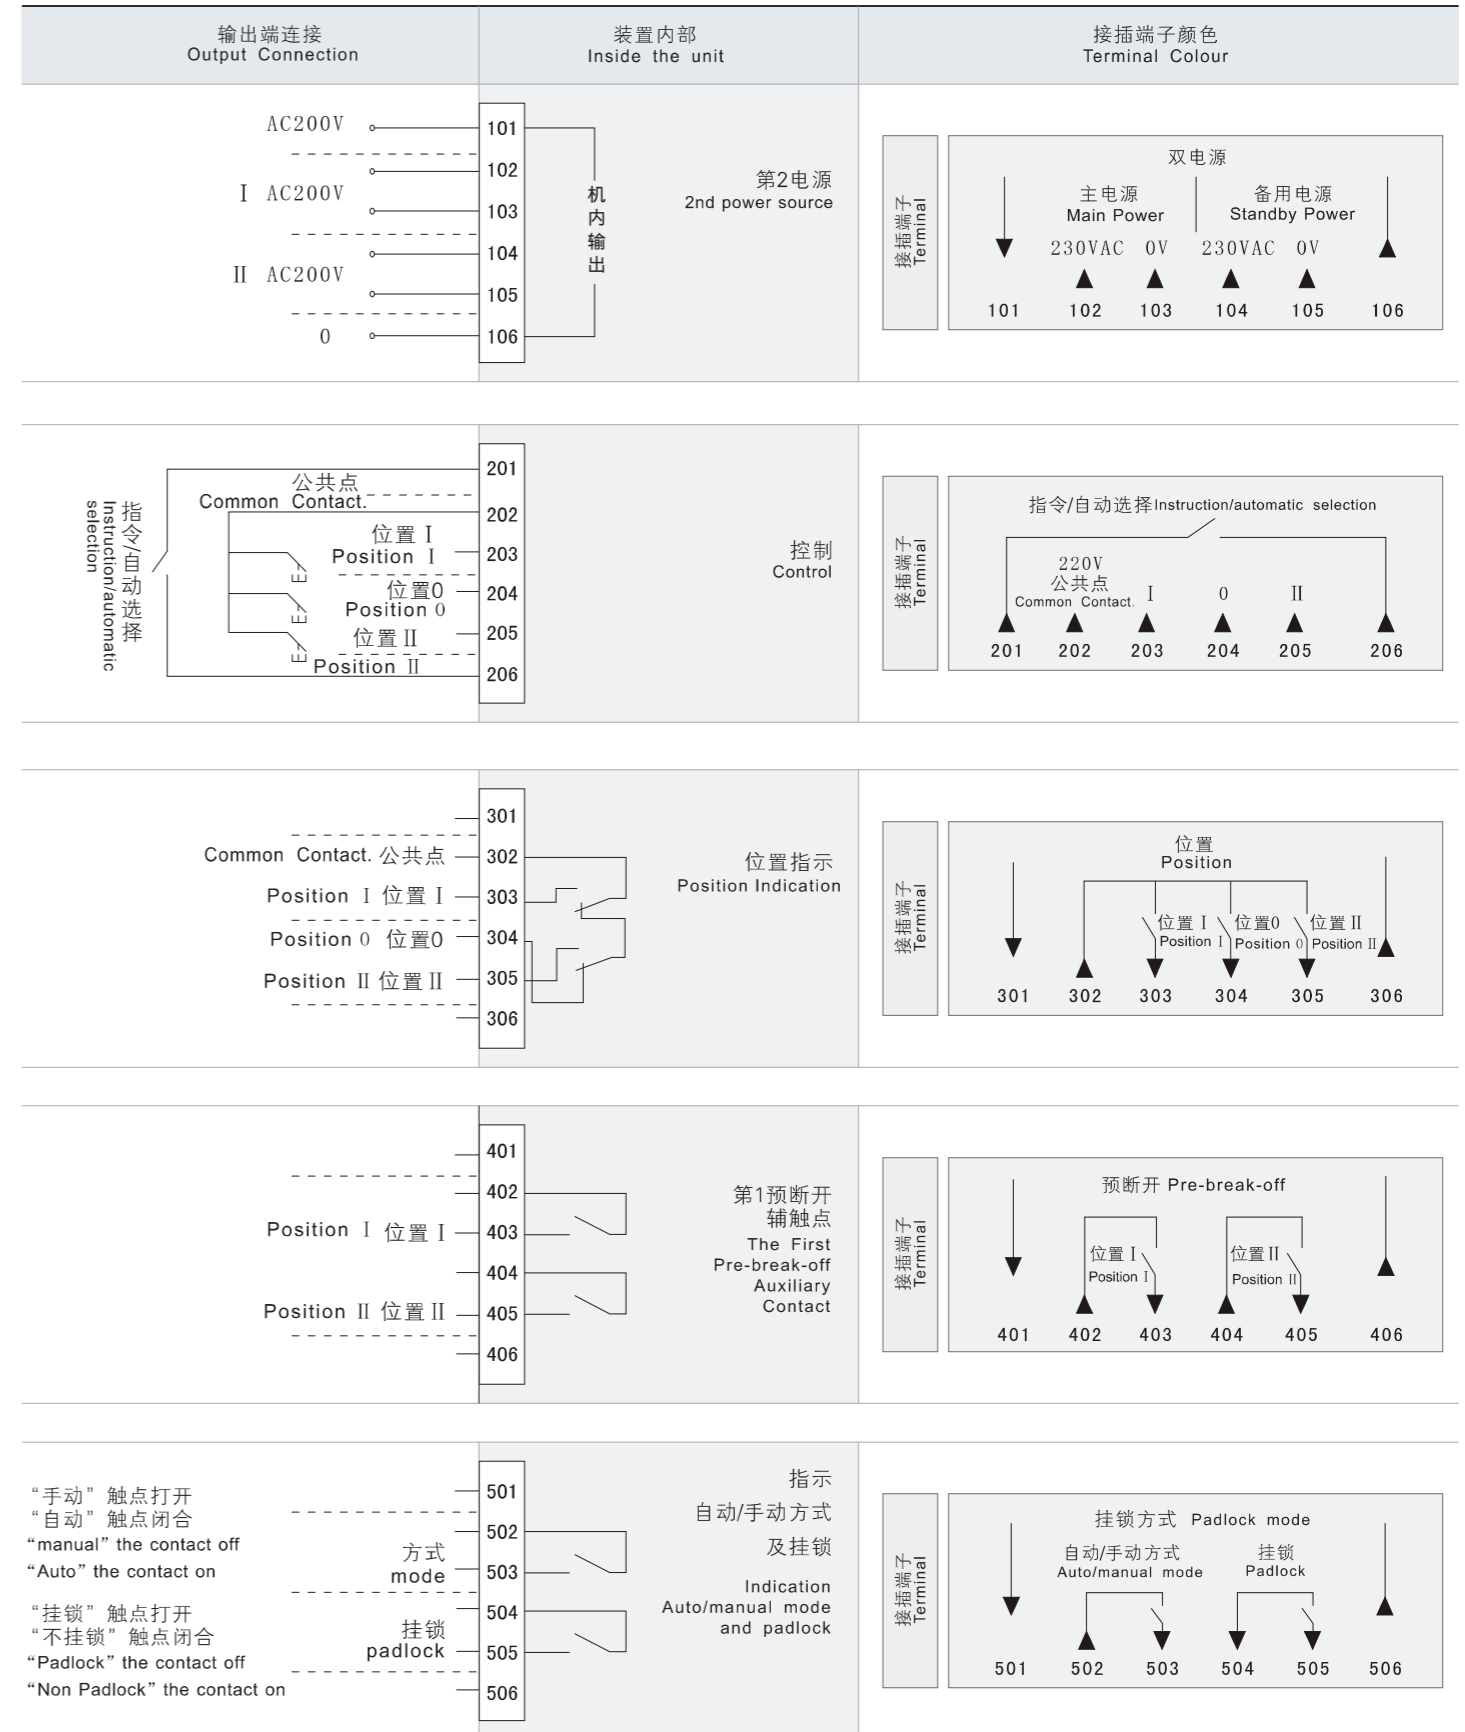 输出端连接
Output Connection
装置内部
Inside the unit
接插端子颜色
Terminal Colour
AC200V
101
102
Ⅰ AC200V
103
104
Ⅱ AC200V
105
0
106
机内输出
第2电源
2nd power source
接插端子
Terminal
双电源
主电源
Main Power
备用电源
Standby Power
230VAC 0V 230VAC 0V
101 102 103 104 105 106
指令/自动选择
Instruction/automatic
selection
公共点
Common Contact.
位置Ⅰ
Position Ⅰ
位置0
Position 0
位置Ⅱ
Position Ⅱ
201
202
203
204
205
206
控制
Control
接插端子
Terminal
指令/自动选择Instruction/automatic selection
220V
公共点
Common Contact. Ⅰ 0 Ⅱ
201 202 203 204 205 206
301
Common Contact. 公共点 302
Position Ⅰ 位置Ⅰ 303
Position 0 位置0 304
Position Ⅱ 位置Ⅱ 305
306
位置指示
Position Indication
接插端子
Terminal
位置
Position
位置Ⅰ 位置0 位置Ⅱ
Position Ⅰ Position 0 Position Ⅱ
301 302 303 304 305 306
401
402
Position Ⅰ 位置Ⅰ 403
404
Position Ⅱ 位置Ⅱ 405
406
第1预断开
辅触点
The First
Pre-break-off
Auxiliary
Contact
接插端子
Terminal
预断开 Pre-break-off
位置Ⅰ 位置Ⅱ
Position Ⅰ Position Ⅱ
401 402 403 404 405 406
“手动”触点打开
“自动”触点闭合
“manual” the contact off
“Auto” the contact on
“挂锁”触点打开
“不挂锁”触点闭合
“Padlock” the contact off
“Non Padlock” the contact on
方式
mode
挂锁
padlock
501
502
503
504
505
506
指示
自动/手动方式
及挂锁
Indication
Auto/manual mode
and padlock
接插端子
Terminal
挂锁方式 Padlock mode
自动/手动方式 挂锁
Auto/manual mode Padlock
501 502 503 504 505 506